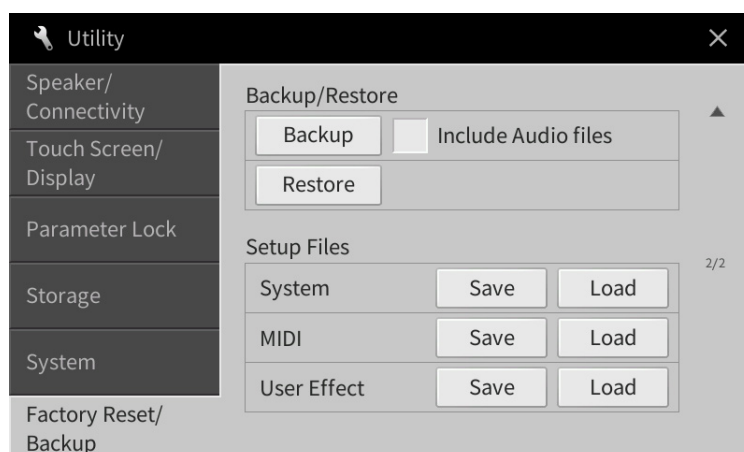 Utility
Speaker/
Connectivity
Touch Screen/
Display
Parameter Lock
Storage
System
Factory Reset/
Backup
Backup/Restore
Backup Include Audio files
Restore
Setup Files
System Save Load
MIDI Save Load
User Effect Save Load
2/2